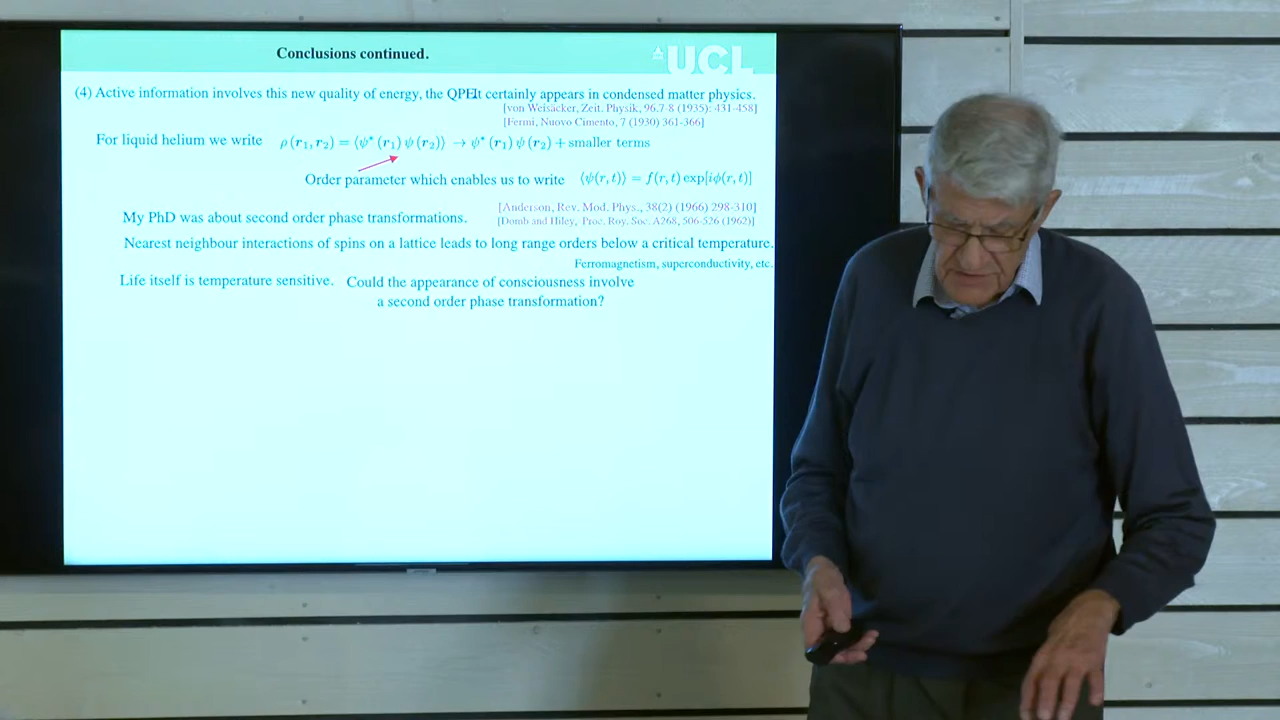 Conclusions continued.
UCL
(4) Active information involves this new quality of energy, the QPE. It certainly appears in condensed matter physics.
[von Weisäcker, Zeit. Physik, 96,7-8 (1935): 431-458]
[Fermi, Nuovo Cimento, 7 (1930) 361-366]
For liquid helium we write ρ(r₁, r₂) = ⟨ψ*(r₁) ψ(r₂)⟩ → ψ*(r₁) ψ(r₂) + smaller terms
Order parameter which enables us to write ⟨ψ(r,t)⟩ = f(r,t) exp[iϕ(r,t)]
[Anderson, Rev. Mod. Phys., 38(2) (1966) 298-310]
My PhD was about second order phase transformations.
[Domb and Hiley, Proc. Roy. Soc. A268, 506-526 (1962)]
Nearest neighbour interactions of spins on a lattice leads to long range orders below a critical temperature.
Ferromagnetism, superconductivity, etc.
Life itself is temperature sensitive. Could the appearance of consciousness involve
a second order phase transformation?